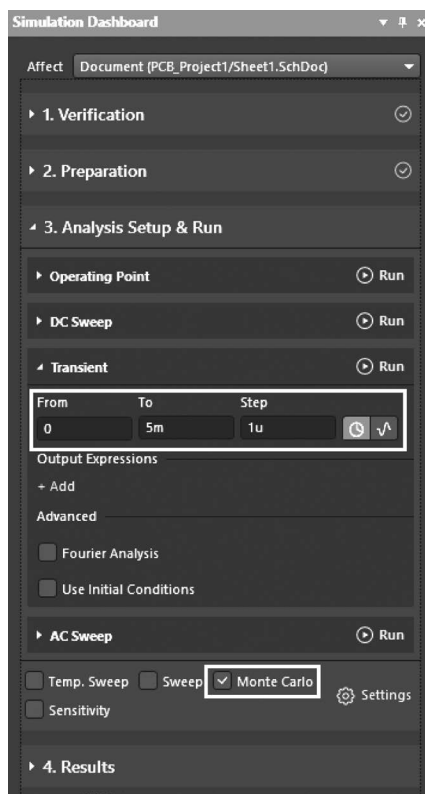 Simulation Dashboard
Affect Document (PCB_Project1/Sheet1.SchDoc)
1. Verification
2. Preparation
3. Analysis Setup & Run
Operating Point Run
DC Sweep Run
Transient Run
From To Step
0 5m 1u
Output Expressions
+ Add
Advanced
Fourier Analysis
Use Initial Conditions
AC Sweep Run
Temp. Sweep Sweep Monte Carlo
Settings
Sensitivity
4. Results